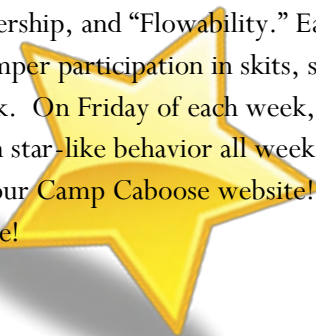 ership, and “Flowability.” Ea
mper participation in skits, s
k. On Friday of each week,
n star-like behavior all week
our Camp Caboose website!
e!